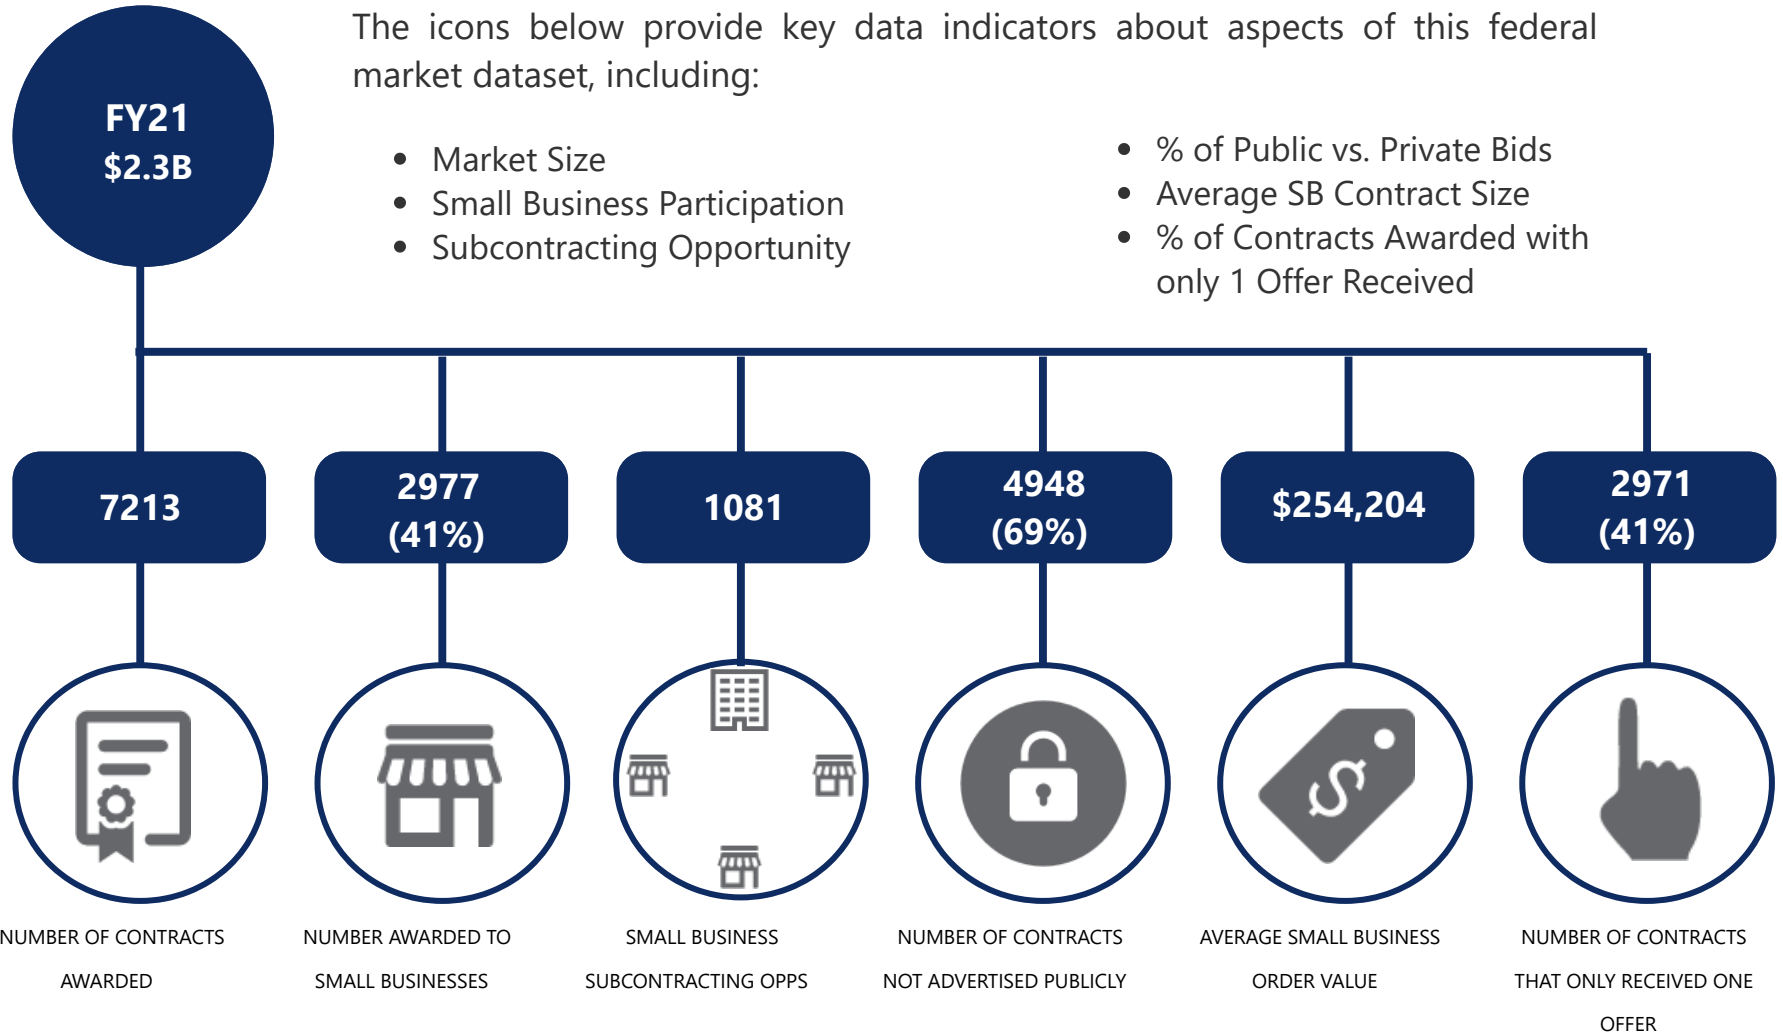 The icons below provide key data indicators about aspects of this federal
market dataset, including:
FY21
$2.3B
• Market Size
• Small Business Participation
• Subcontracting Opportunity
• % of Public vs. Private Bids
• Average SB Contract Size
• % of Contracts Awarded with
only 1 Offer Received
7213
2977
(41%)
1081
4948
(69%)
$254,204
2971
(41%)
$
NUMBER OF CONTRACTS
AWARDED
NUMBER AWARDED TO
SMALL BUSINESSES
SMALL BUSINESS
SUBCONTRACTING OPPS
NUMBER OF CONTRACTS
NOT ADVERTISED PUBLICLY
AVERAGE SMALL BUSINESS
ORDER VALUE
NUMBER OF CONTRACTS
THAT ONLY RECEIVED ONE
OFFER